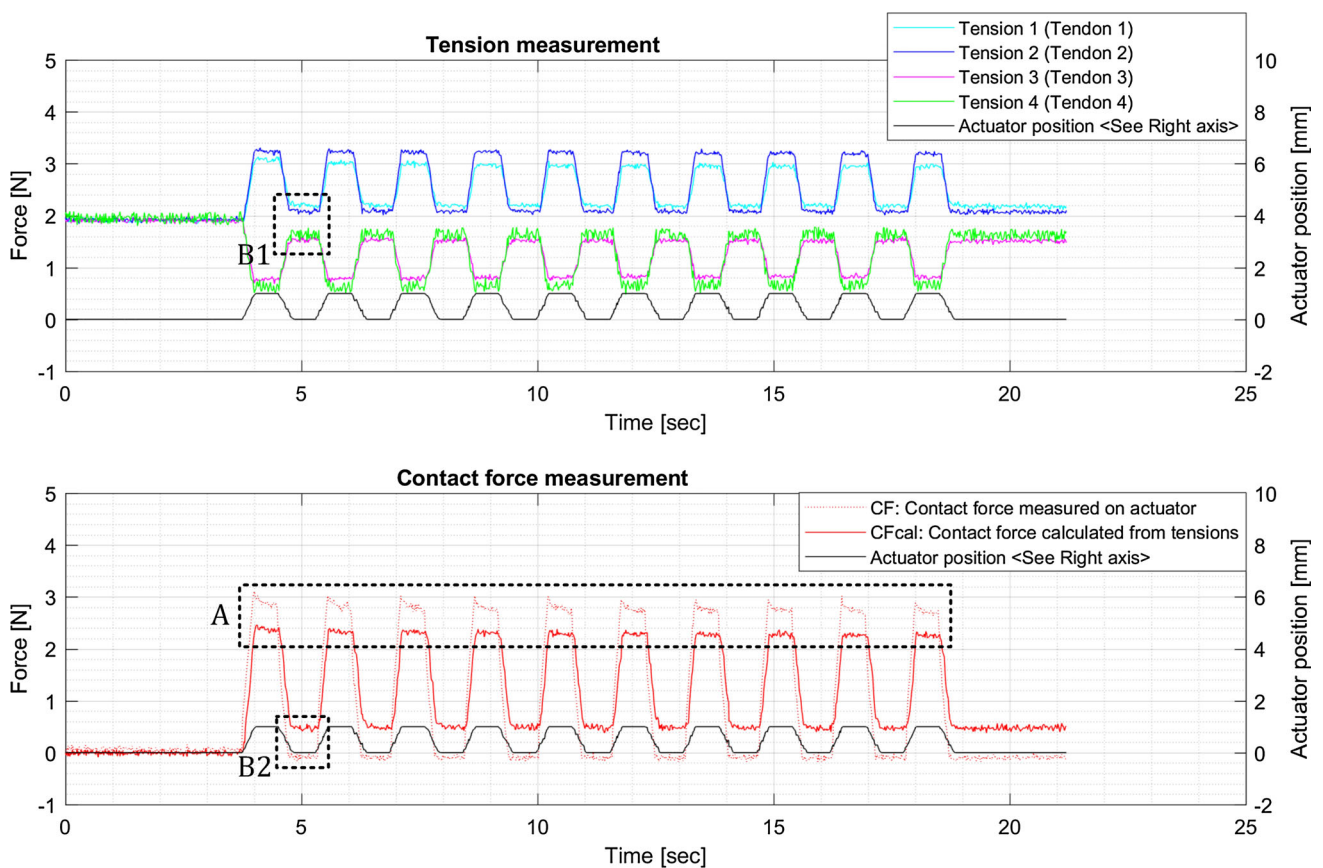 Tension measurement
Tension 1 (Tendon 1)
Tension 2 (Tendon 2)
Tension 3 (Tendon 3)
Tension 4 (Tendon 4)
Actuator position <See Right axis>
5
4
3
2
1
0
-1
Force [N]
10
8
6
4
2
0
-2
Actuator position [mm]
B1
0
5
10
15
20
25
Time [sec]
Contact force measurement
CF: Contact force measured on actuator
CFcal: Contact force calculated from tensions
Actuator position <See Right axis>
5
4
3
2
1
0
-1
Force [N]
10
8
6
4
2
0
-2
Actuator position [mm]
A
B2
0
5
10
15
20
25
Time [sec]